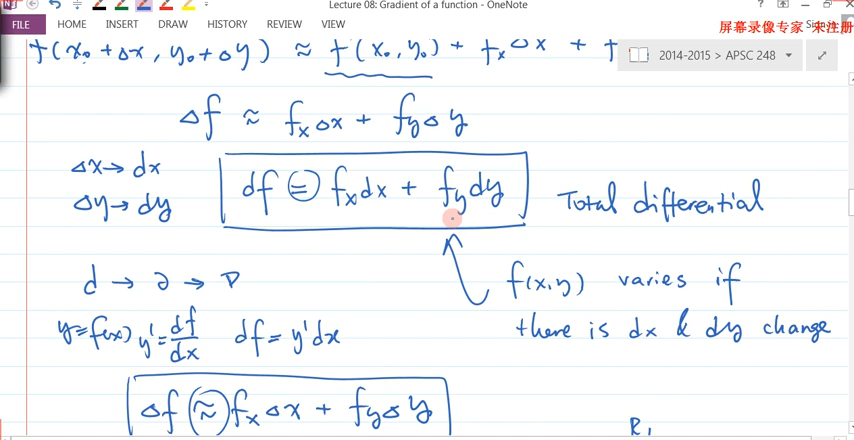 Lecture 08: Gradient of a function - OneNote
?
Sign in
FILE HOME INSERT DRAW HISTORY REVIEW VIEW
屏幕录像专家 未注册
2014-2015 > APSC 248
f(x₀+Δx, y₀+Δy) ≈ f(x₀, y₀) + fₓΔx + f
Δf ≈ fₓΔx + f_yΔy
Δx→dx
Δy→dy
df = fₓdx + f_ydy
Total differential
d → ∂ → ∇
f(x,y) varies if
there is dx & dy change
y=f(x) y'=df/dx df=y'dx
Δf ≈ fₓΔx + f_yΔy
R,